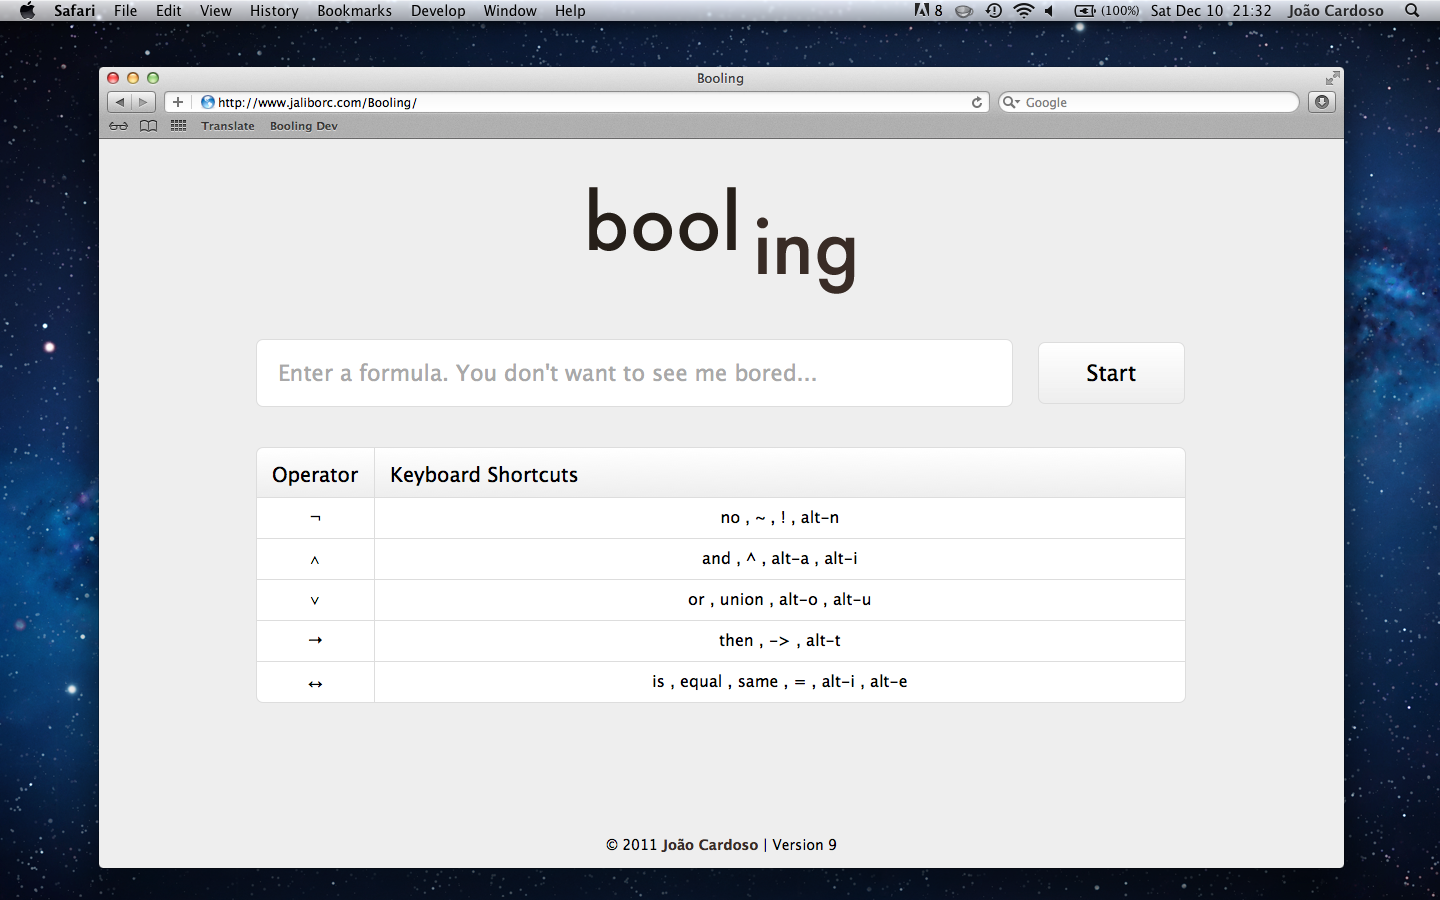 Safari File Edit View History Bookmarks Develop Window Help 8 (100%) Sat Dec 10 21:32 João Cardoso
Booling
http://www.jaliborc.com/Booling/ Google
Translate Booling Dev
bool ing
Enter a formula. You don't want to see me bored... Start
Operator Keyboard Shortcuts
¬ no , ~ , ! , alt-n
∧ and , ^ , alt-a , alt-i
∨ or , union , alt-o , alt-u
→ then , -> , alt-t
↔ is , equal , same , = , alt-i , alt-e
© 2011 João Cardoso | Version 9